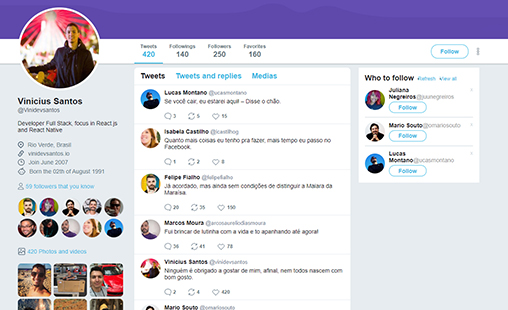 Tweets Followings Followers Favorites
420 140 250 160
Follow
Vinicius Santos
@Vinidevsantos
Developer Full Stack, focus in React.js
and React Native
Rio Verde, Brasil
vinidevsantos.io
Join June 2007
Born the 02th of August 1991
99 followers that you know
420 Photos and videos
Tweets Tweets and replies Medias
Lucas Montano @lucasmontano
Se você cair, eu estarei aqui! – Disse o chão.
3 5 15
Isabela Castilho @icastilhog
Quanto mais coisas eu tenho pra fazer, mais tempo eu passo no
Facebook.
1 2 8
Felipe Fialho @felipefialho
Já acordado, mas ainda sem condições de distinguir a Maiara da
Maraísa.
20 35 150
Marcos Moura @arcosaureliodiasmoura
Fui brincar de lutinha com a vida e to apanhando até agora!
36 41 78
Vinicius Santos @vinidevsantos
Ninguém é obrigado a gostar de mim, afinal, nem todos nascem com
bom gosto.
2 4 420
Mario Souto @omariosouto
Who to follow Refresh View all
Juliana
Negreiros @jaunegreiros
Follow
Mario Souto @omariosouto
Follow
Lucas
Montano @ucasmontano
Follow